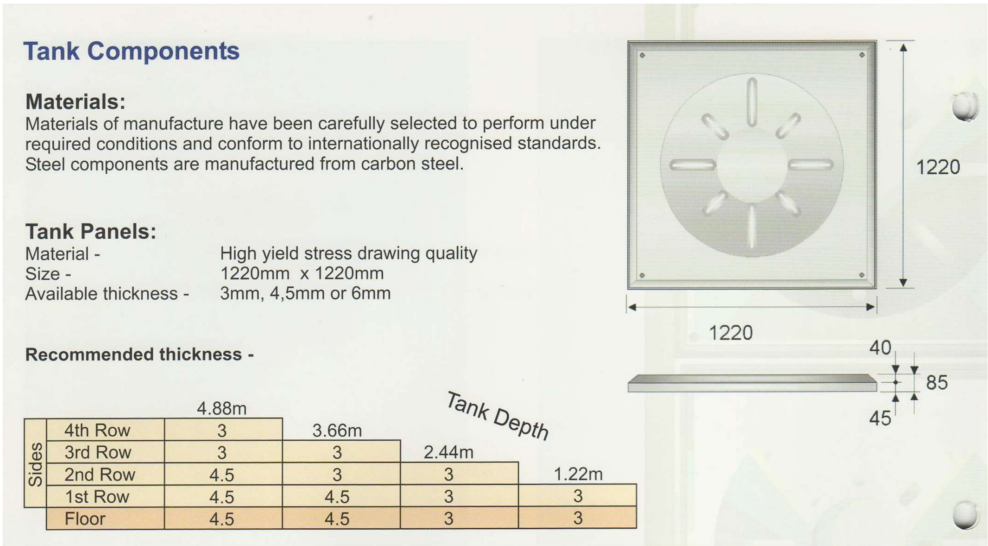 Tank Components
Materials:
Materials of manufacture have been carefully selected to perform under
required conditions and conform to internationally recognised standards.
Steel components are manufactured from carbon steel.
Tank Panels:
Material - High yield stress drawing quality
Size - 1220mm x 1220mm
Available thickness - 3mm, 4,5mm or 6mm
Recommended thickness -
Tank Depth
4.88m
Sides
4th Row 3 3.66m
3rd Row 3 3 2.44m
2nd Row 4.5 3 3 1.22m
1st Row 4.5 4.5 3 3
Floor 4.5 4.5 3 3
1220
1220
40
85
45